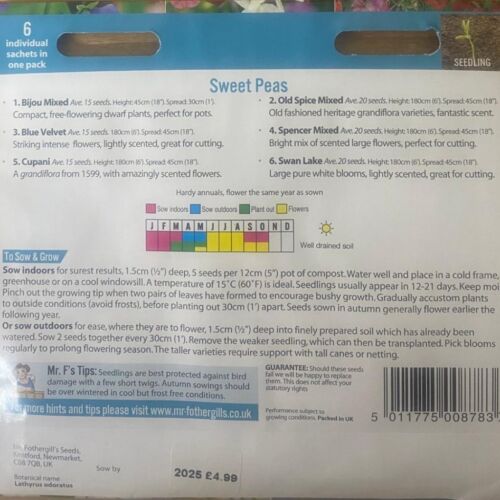 6
individual
sachets in
one pack
SEEDLING
Sweet Peas
1. Bijou Mixed Ave. 15 seeds. Height: 45cm (18"). Spread: 30cm (1').
Compact, free-flowering dwarf plants, perfect for pots.
3. Blue Velvet Ave. 15 seeds. 180cm (6'). Spread: 45cm (18").
Striking intense flowers, lightly scented, great for cutting.
5. Cupani Ave. 15 seeds. Height: 180cm (6'). Spread: 45cm (18").
A grandiflora from 1599, with amazingly scented flowers.
2. Old Spice Mixed Ave. 20 seeds. Height: 180cm (6'). Spread: 45cm (18").
Old fashioned heritage grandiflora varieties, fantastic scent.
4. Spencer Mixed Ave. 20 seeds. Height: 180cm (6'). Spread: 45cm (18").
Bright mix of scented large flowers, perfect for cutting.
6. Swan Lake Ave. 20 seeds. Height: 180cm (6'). Spread: 45cm (18").
Large pure white blooms, lightly scented, great for cutting.
Hardy annuals, flower the same year as sown
Sow indoors Sow outdoors Plant out Flowers
J F M A M J J A S O N D
Well drained soil
To Sow & Grow
Sow indoors for surest results, 1.5cm (½") deep, 5 seeds per 12cm (5") pot of compost. Water well and place in a cold frame,
greenhouse or on a cool windowsill. A temperature of 15°C (60°F) is ideal. Seedlings usually appear in 12-21 days. Keep moi
Pinch out the growing tip when two pairs of leaves have formed to encourage bushy growth. Gradually accustom plants
to outside conditions (avoid frosts), before planting out 30cm (1') apart. Seeds sown in autumn generally flower earlier the
following year.
Or sow outdoors for ease, where they are to flower, 1.5cm (½") deep into finely prepared soil which has already been
watered. Sow 2 seeds together every 30cm (1'). Remove the weaker seedling, which can then be transplanted. Pick blooms
regularly to prolong flowering season. The taller varieties require support with tall canes or netting.
Mr. F's Tips: Seedlings are best protected against bird
damage with a few short twigs. Autumn sowings should
be over wintered in cool but frost free conditions.
For more hints and tips please visit www.mr-fothergills.co.uk
GUARANTEE: Should these seeds
fail we will be happy to replace
them. This does not affect your
statutory rights
Performance subject to
growing conditions. Packed in UK
5 011775 008783
Mr. Fothergill's Seeds,
Kentford, Newmarket,
CB8 7QB, UK
Sow by
2025 £4.99
Botanical name
Lathyrus odoratus